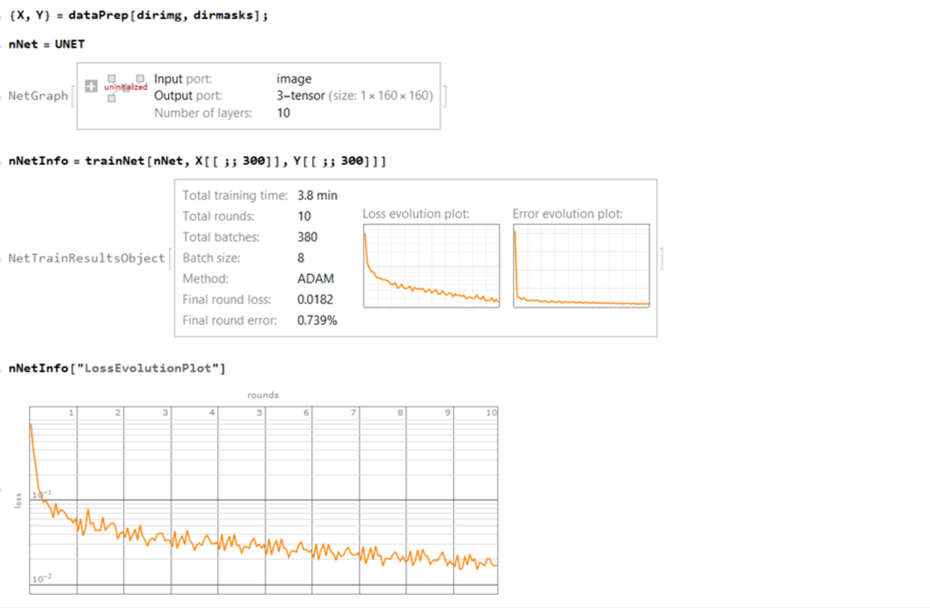 {X, Y} = dataPrep[dirimg, dirmasks];
nNet = UNET
NetGraph[
uninitialized
Input port: image
Output port: 3-tensor (size: 1×160×160)
Number of layers: 10
]
nNetInfo = trainNet[nNet, X[[ ;; 300]], Y[[ ;; 300]]]
NetTrainResultsObject[
Total training time: 3.8 min
Total rounds: 10
Total batches: 380
Batch size: 8
Method: ADAM
Final round loss: 0.0182
Final round error: 0.739%
Loss evolution plot:
Error evolution plot:
]
nNetInfo["LossEvolutionPlot"]
rounds
1 2 3 4 5 6 7 8 9 10
10⁻¹
loss
10⁻²